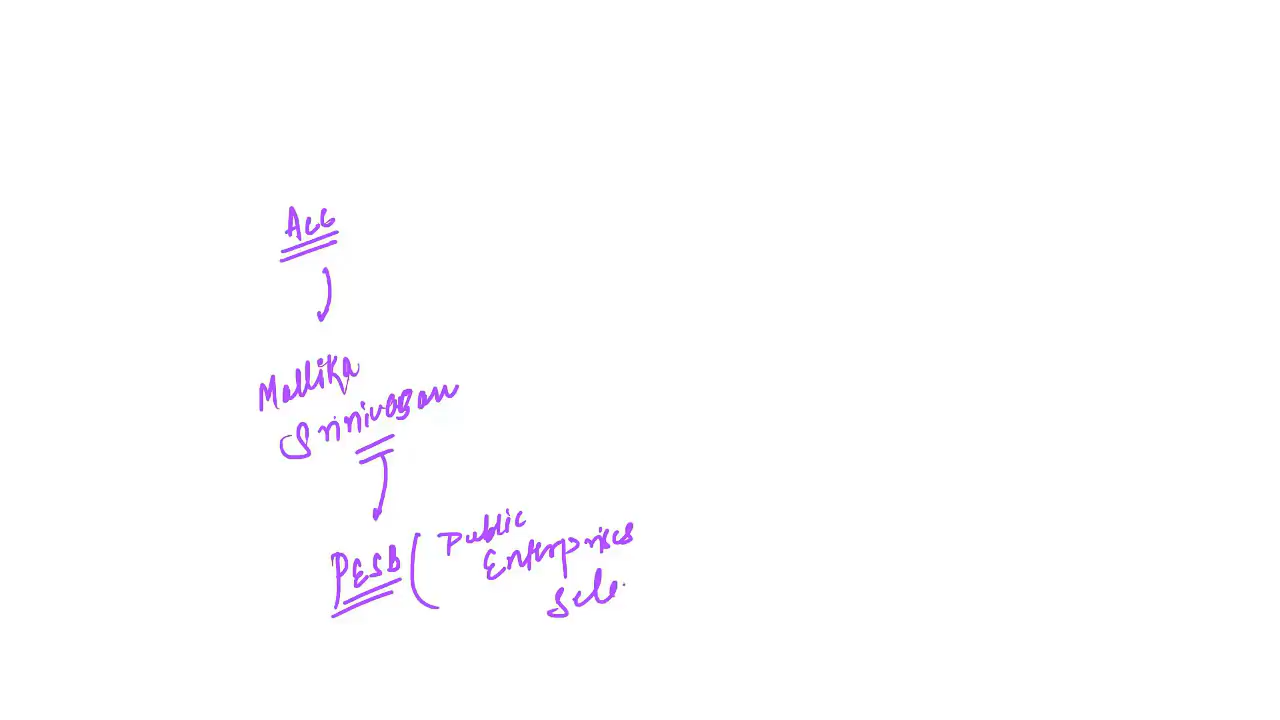 ACC
Mallika
Srinivasan
PESB ( Public
Enterprises
Sele